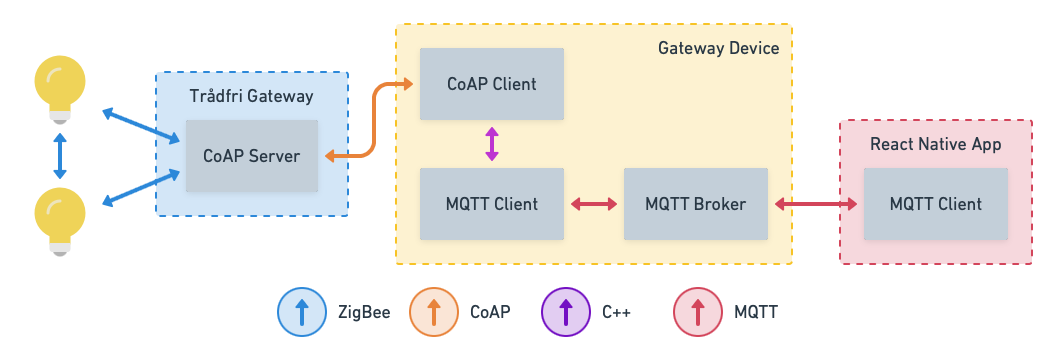 Trådfri Gateway
CoAP Server
Gateway Device
CoAP Client
MQTT Client
MQTT Broker
React Native App
MQTT Client
ZigBee
CoAP
C++
MQTT